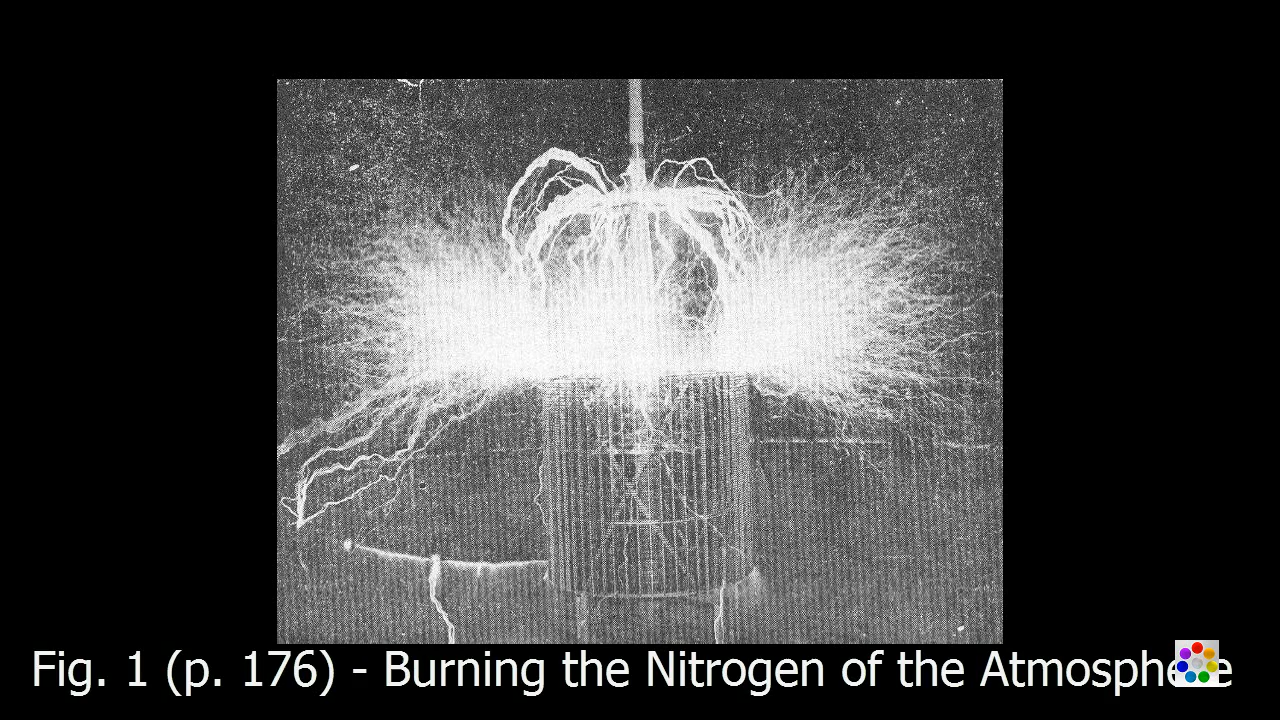 Fig. 1 (p. 176) - Burning the Nitrogen of the Atmosphere